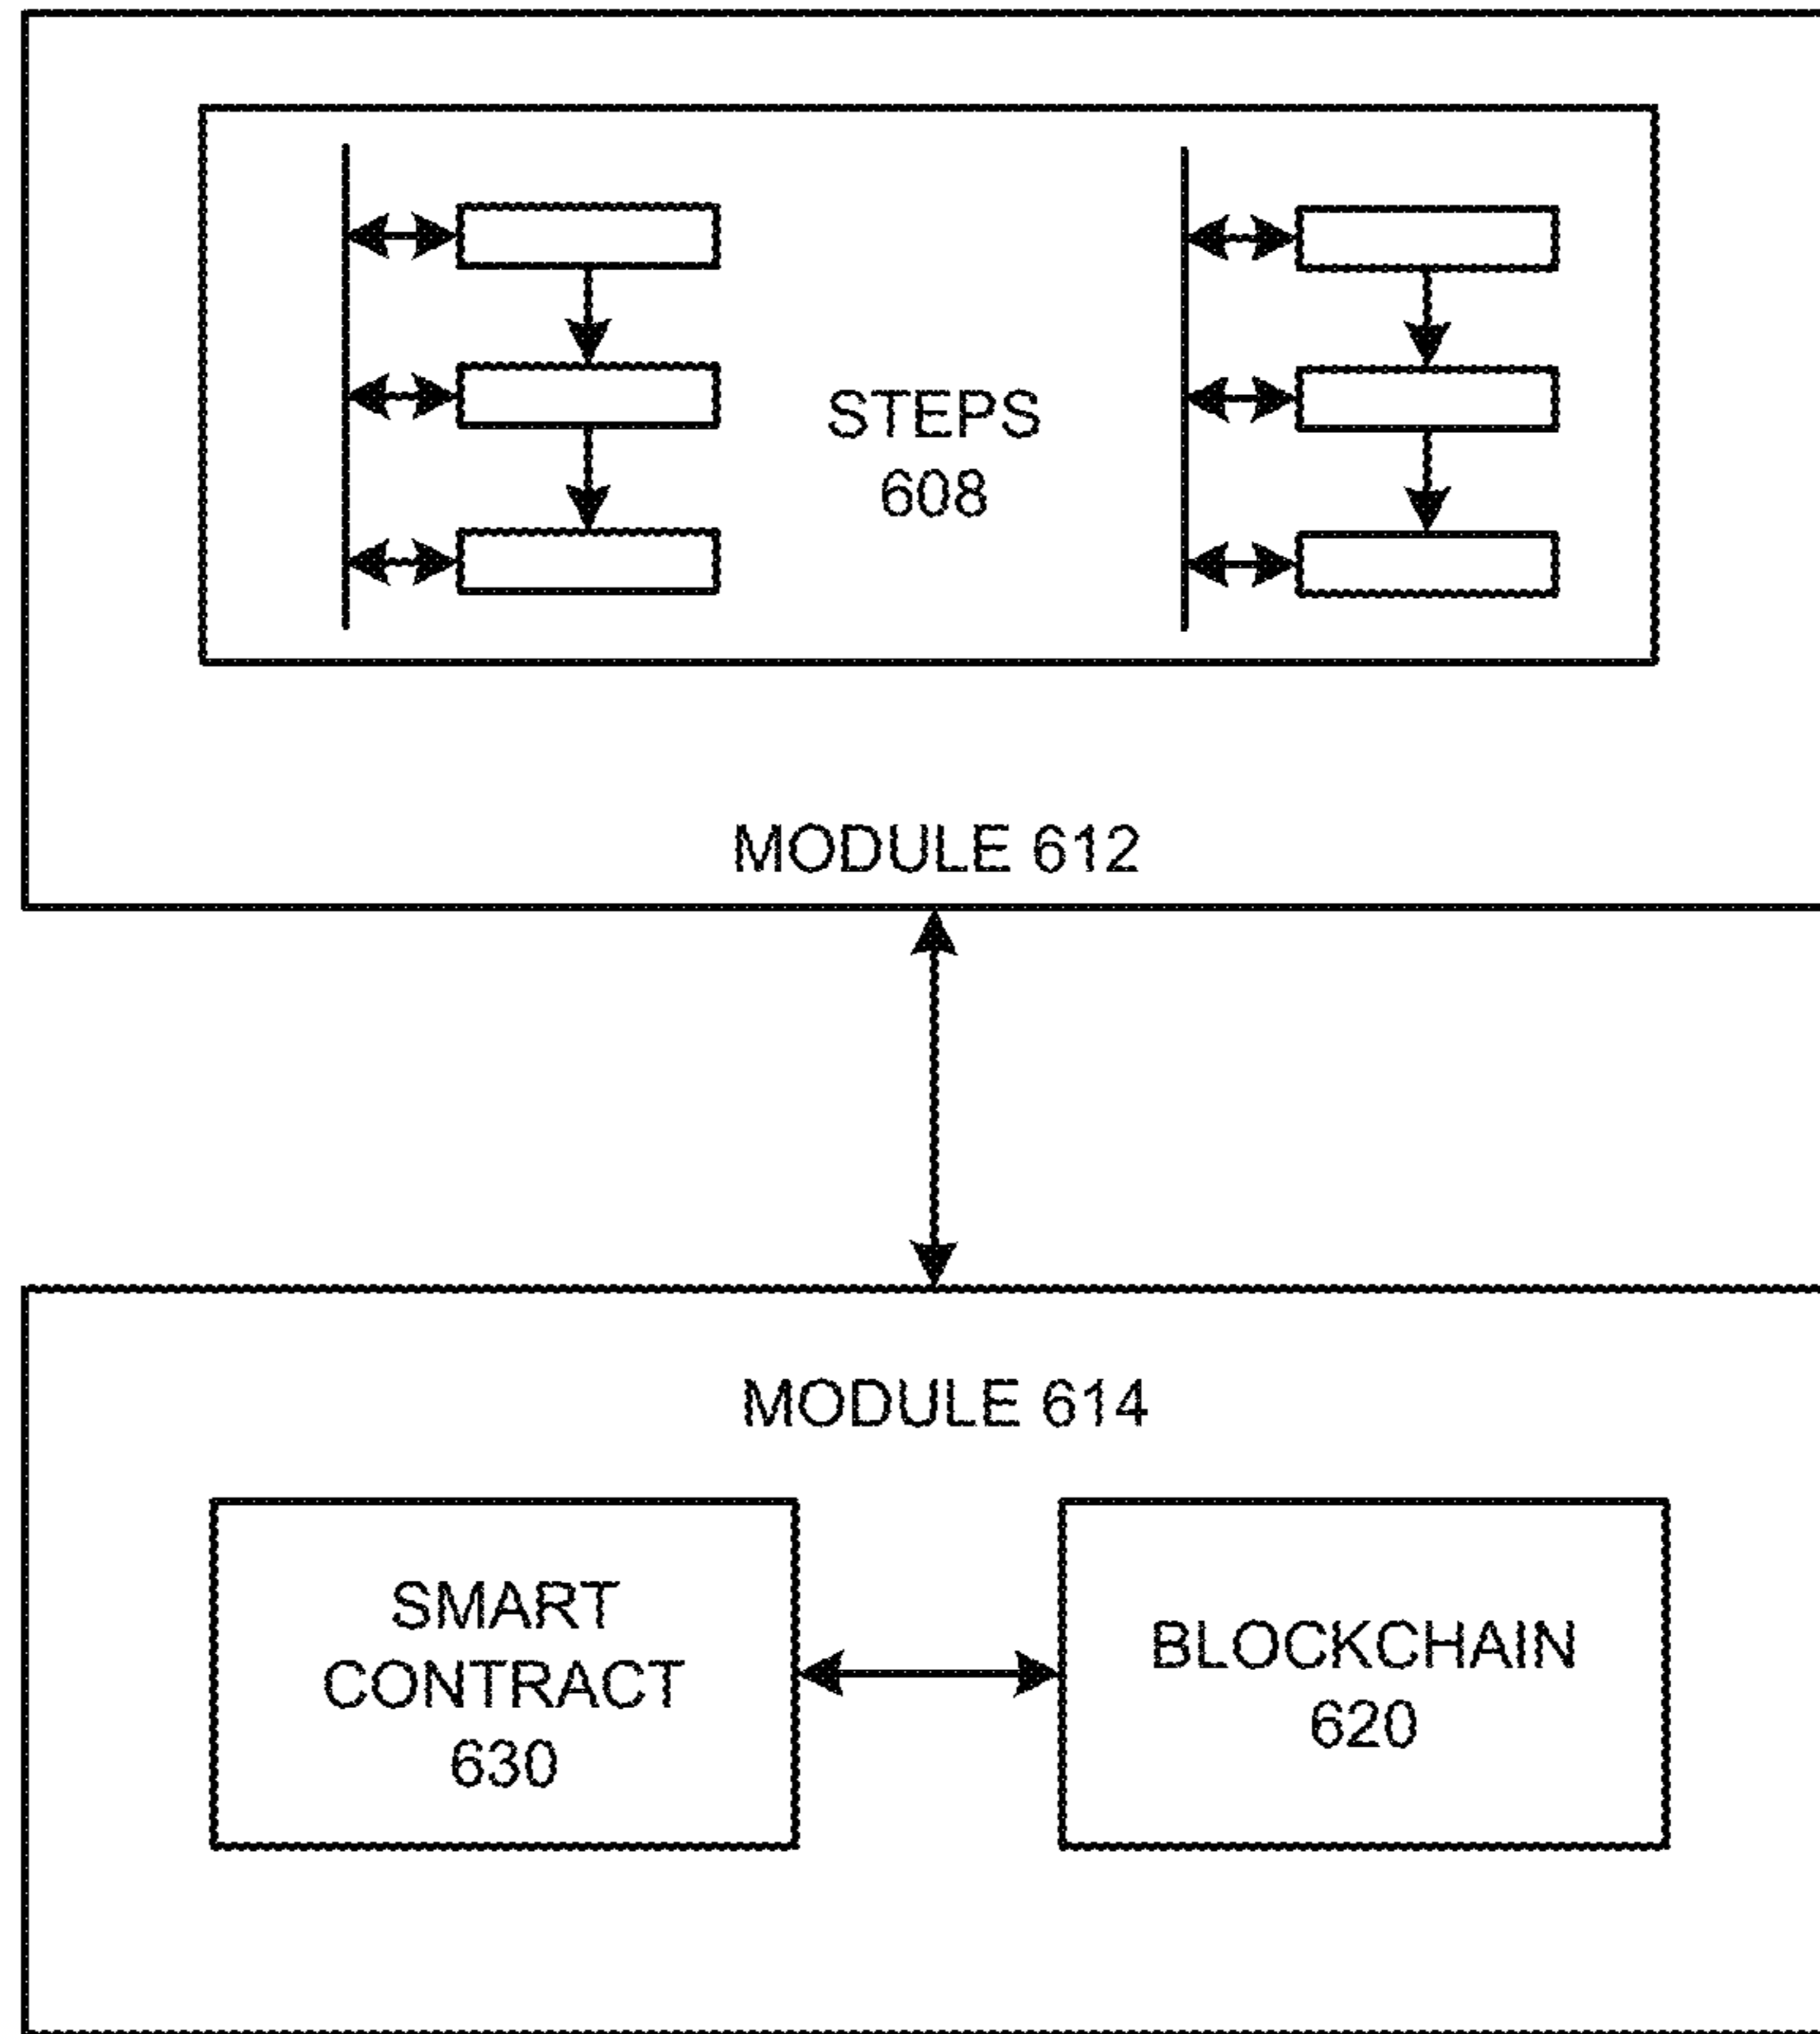 STEPS
608
MODULE 612
MODULE 614
SMART
CONTRACT
630
BLOCKCHAIN
620